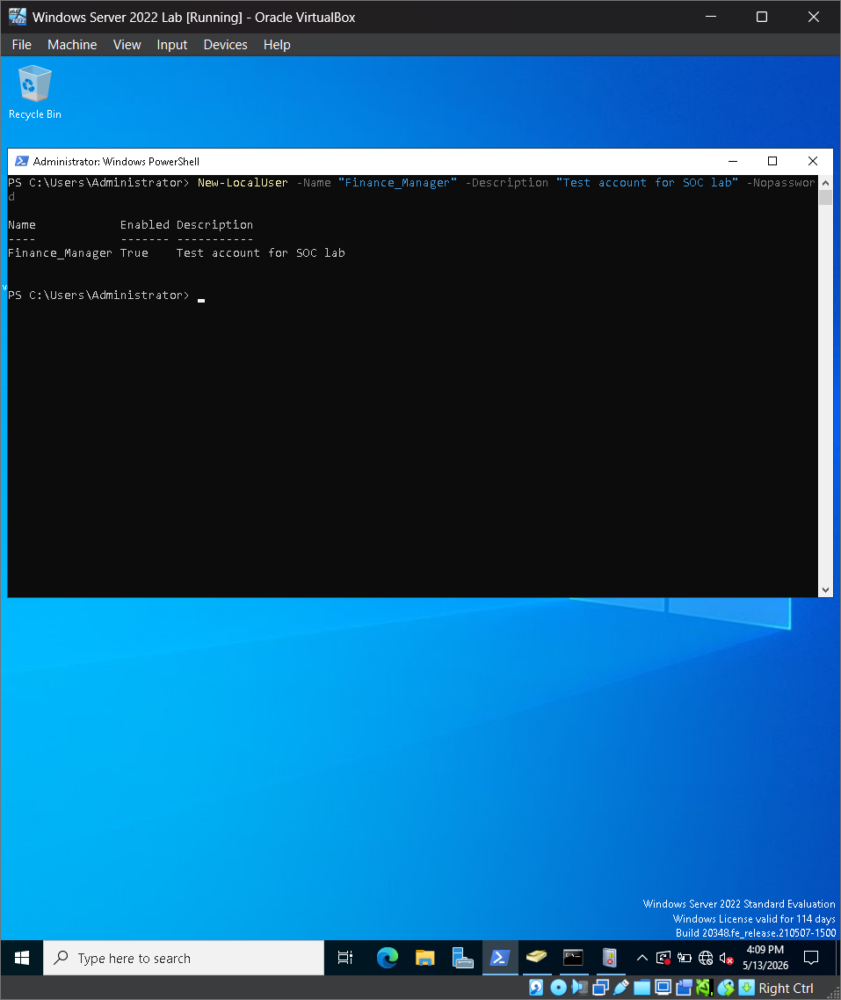 Windows Server 2022 Lab [Running] - Oracle VirtualBox
File Machine View Input Devices Help
Recycle Bin
Administrator: Windows PowerShell
PS C:\Users\Administrator> New-LocalUser -Name "Finance_Manager" -Description "Test account for SOC lab" -Nopasswor
d
Name Enabled Description
---- ------- -----------
Finance_Manager True Test account for SOC lab
PS C:\Users\Administrator>
Windows Server 2022 Standard Evaluation
Windows License valid for 114 days
Build 20348.fe_release.210507-1500
Type here to search
4:09 PM
5/13/2026
Right Ctrl